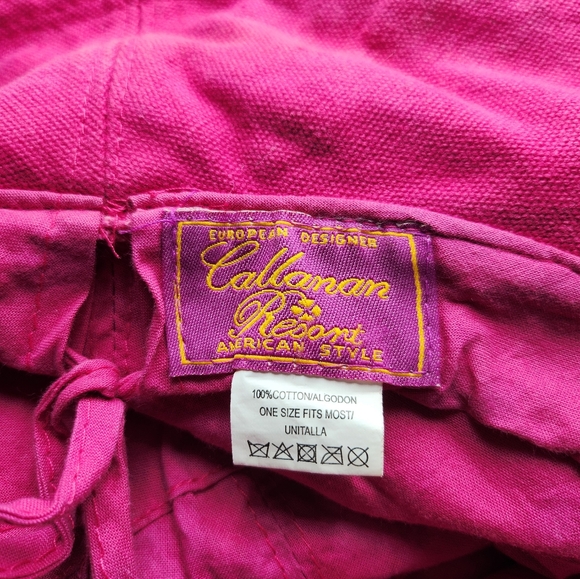 EUROPEAN DESIGNER
Callanan
Resort
AMERICAN STYLE
100%COTTON/ALGODON
ONE SIZE FITS MOST/
UNITALLA